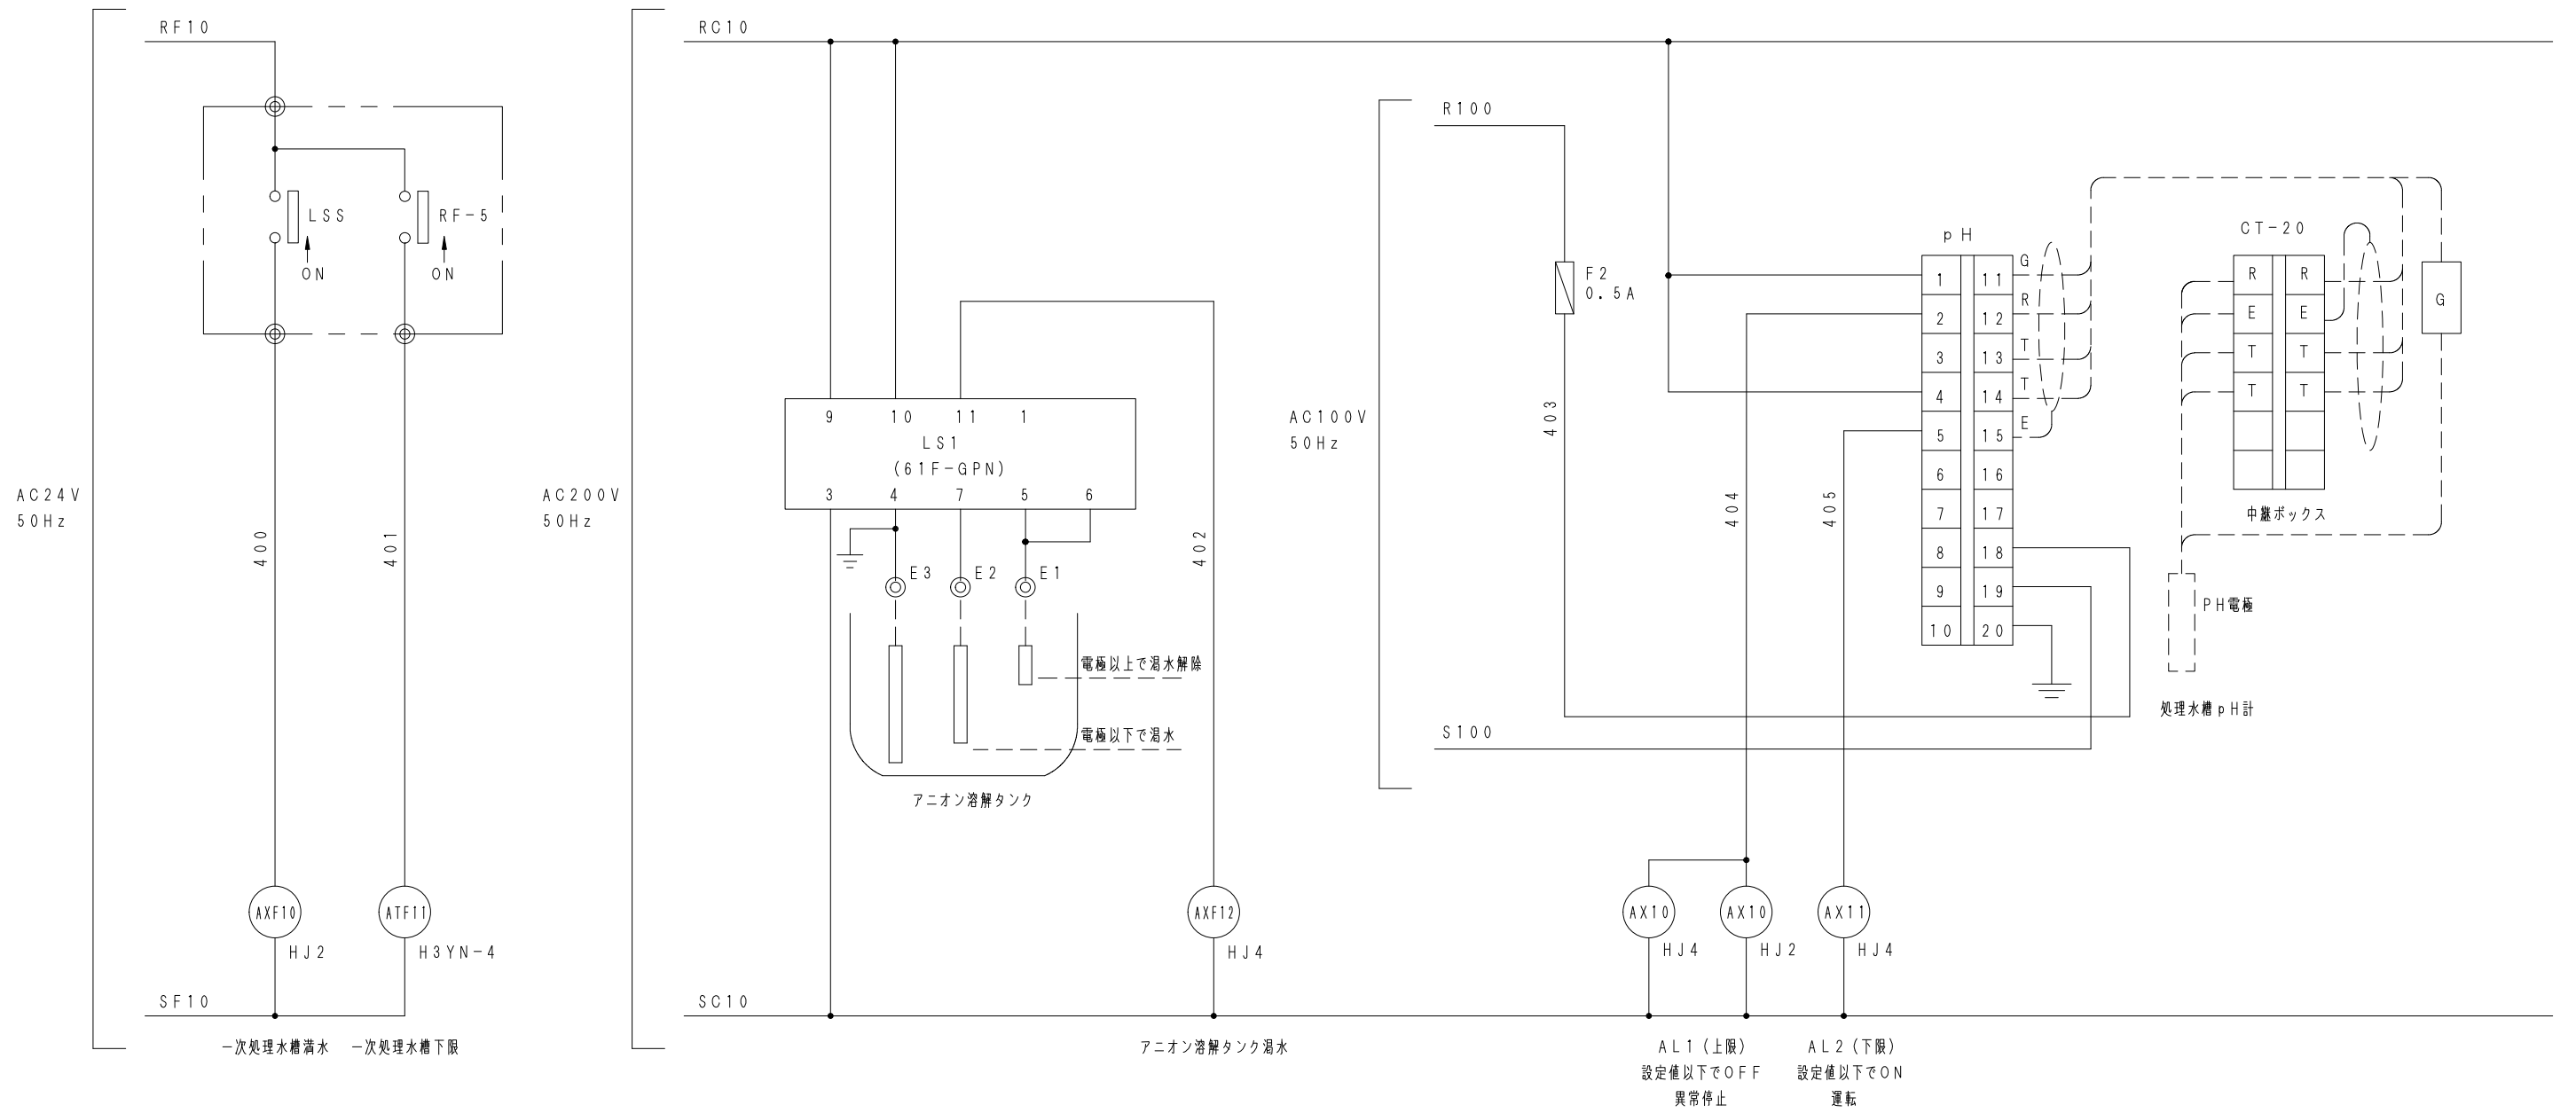 RF10
LSS
RF-5
ON
ON
AC24V
50Hz
400
401
AXF10
HJ2
ATF11
H3YN-4
SF10
一次処理水槽満水
一次処理水槽下限
RC10
AC200V
50Hz
9 10 11 1
LS1
(61F-GPN)
3 4 7 5 6
E3
E2
E1
402
電極以上で渇水解除
電極以下で渇水
アニオン溶解タンク
AXF12
HJ4
SC10
アニオン溶解タンク渇水
R100
AC100V
50Hz
F2
0.5A
403
404
405
S100
pH
1 11 G
2 12 R
3 13 T
4 14 T
5 15 E
6 16
7 17
8 18
9 19
10 20
CT-20
R R
E E
T T
T T
中継ボックス
G
PH電極
処理水槽pH計
AX10
HJ4
AX10
HJ2
AX11
HJ4
AL1(上限)
設定値以下でOFF
異常停止
AL2(下限)
設定値以下でON
運転